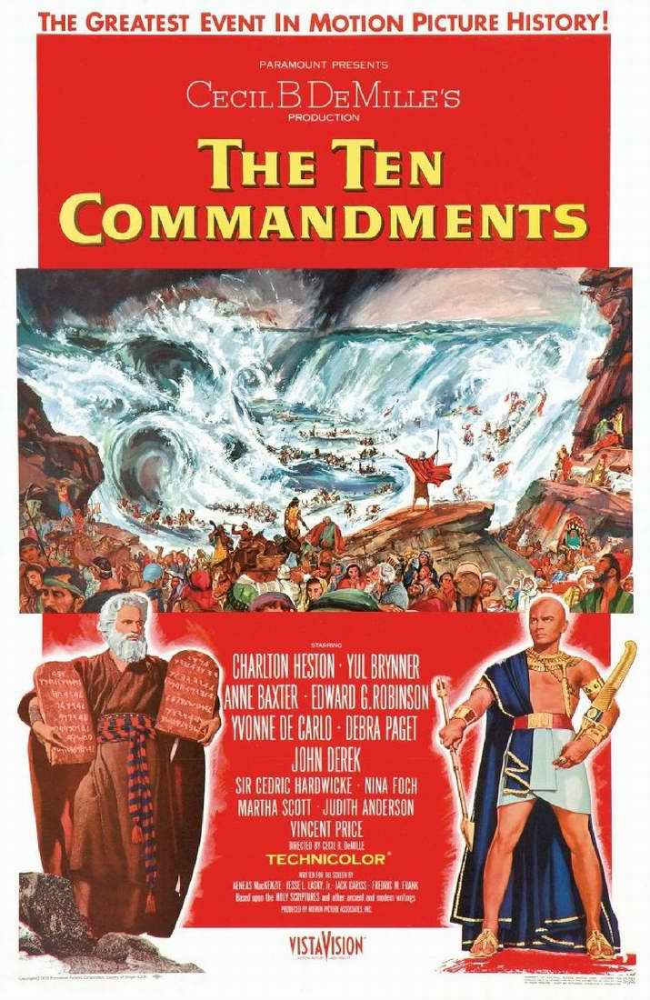 THE GREATEST EVENT IN MOTION PICTURE HISTORY!
PARAMOUNT PRESENTS
CECIL B. DEMILLE'S
PRODUCTION
THE TEN
COMMANDMENTS
STARRING
CHARLTON HESTON · YUL BRYNNER
ANNE BAXTER · EDWARD G. ROBINSON
YVONNE DE CARLO · DEBRA PAGET
JOHN DEREK
SIR CEDRIC HARDWICKE · NINA FOCH
MARTHA SCOTT · JUDITH ANDERSON
VINCENT PRICE
DIRECTED BY CECIL B. DEMILLE
TECHNICOLOR®
WRITTEN FOR THE SCREEN BY
AENEAS MacKENZIE · JESSE L. LASKY, Jr. · JACK GARISS · FREDRIC M. FRANK
Based upon the HOLY SCRIPTURES and other ancient and modern writings
PRODUCED BY MOTION PICTURE ASSOCIATES, INC.
VISTAVISION